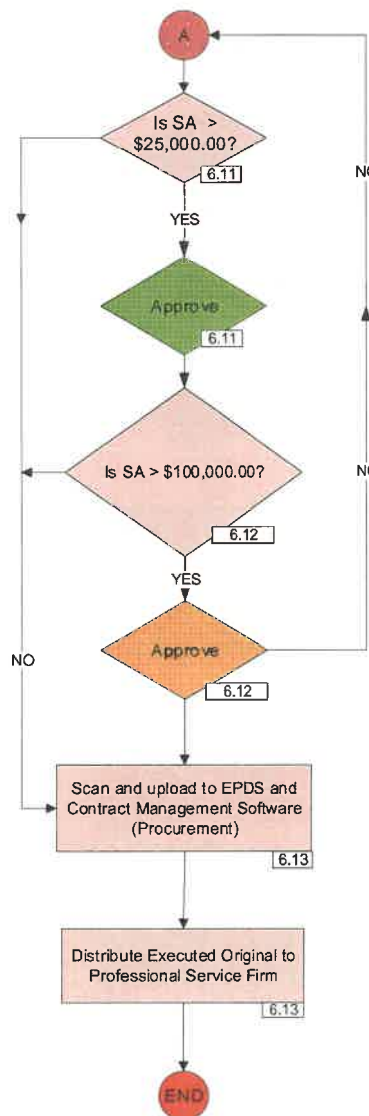 A
Is SA >
$25,000.00?
6.11
NO
YES
Approve
6.11
Is SA > $100,000.00?
NO
6.12
YES
Approve
NO
6.12
Scan and upload to EPDS and
Contract Management Software
(Procurement)
6.13
Distribute Executed Original to
Professional Service Firm
6.13
END